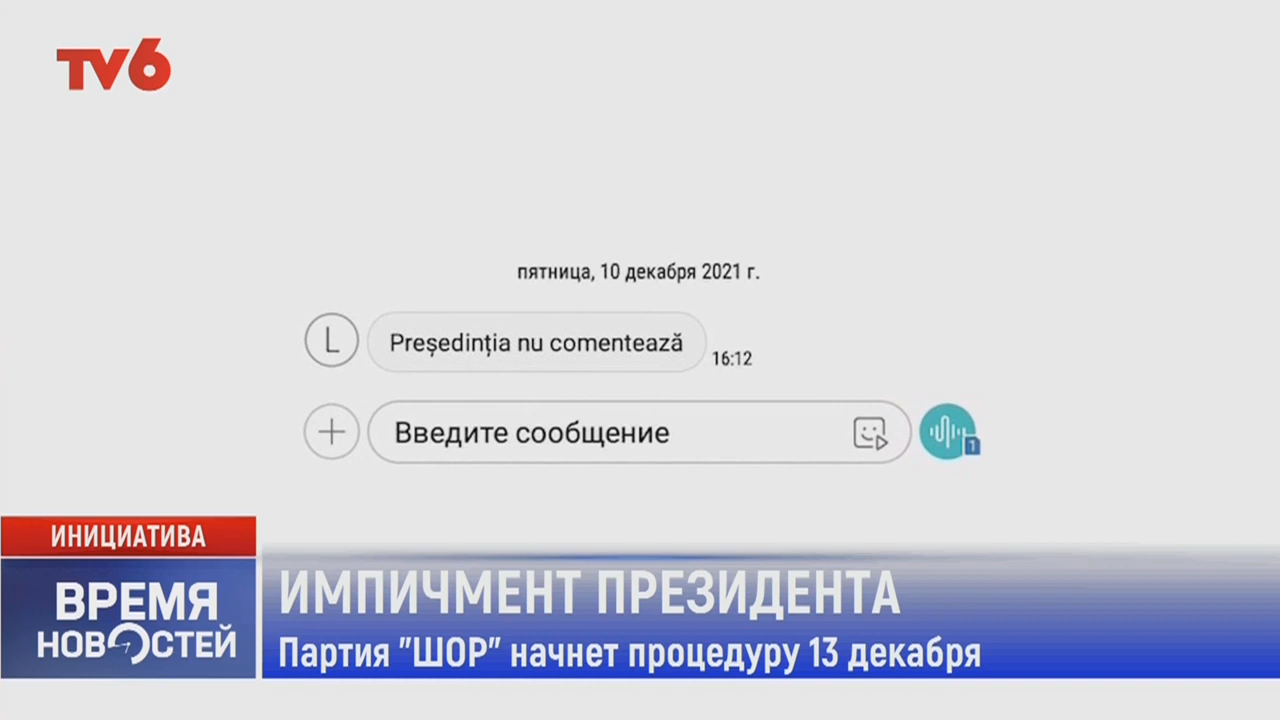 TV6
пятница, 10 декабря 2021 г.
L
Președinția nu comentează
16:12
Введите сообщение
1
ИНИЦИАТИВА
ВРЕМЯ
НОВОСТЕЙ
ИМПИЧМЕНТ ПРЕЗИДЕНТА
Партия "ШОР" начнет процедуру 13 декабря